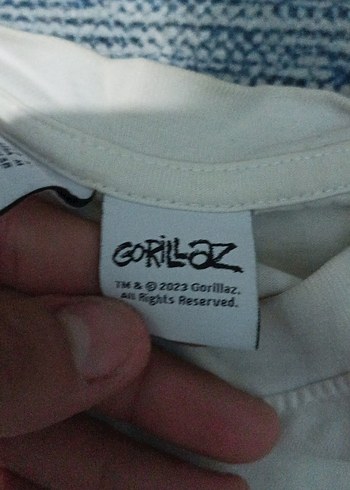 GORiLLAZ
TM & © 2023 Gorillaz.
All Rights Reserved.